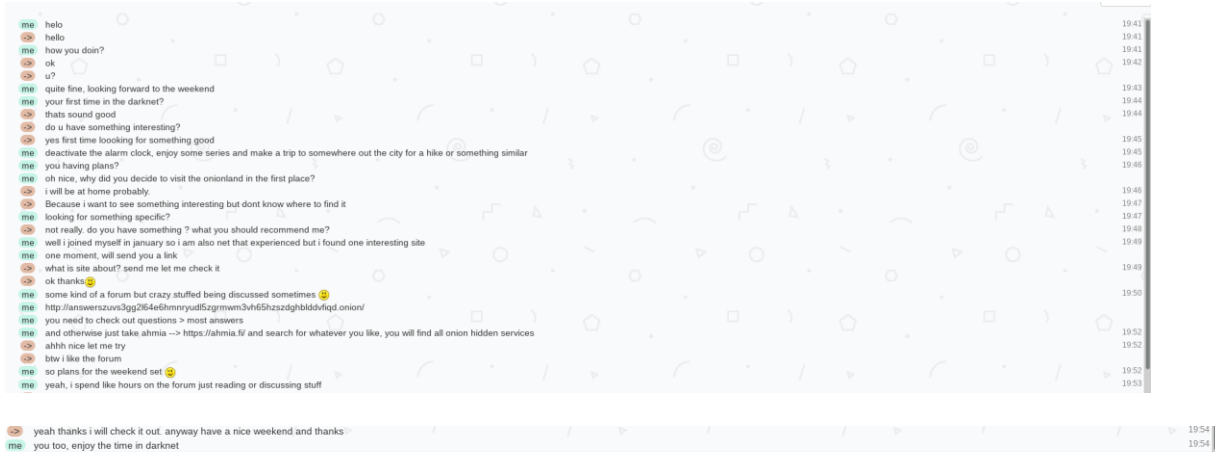 me helo 19:41
-> hello 19:41
me how you doin? 19:41
-> ok 19:42
-> u?
me quite fine, looking forward to the weekend 19:43
me your first time in the darknet? 19:44
-> thats sound good 19:44
-> do u have something interesting?
-> yes first time loooking for something good 19:45
me deactivate the alarm clock, enjoy some series and make a trip to somewhere out the city for a hike or something similar 19:45
me you having plans? 19:46
me oh nice, why did you decide to visit the onionland in the first place?
-> i will be at home probably. 19:46
-> Because i want to see something interesting but dont know where to find it 19:47
me looking for something specific? 19:47
-> not really. do you have something ? what you should recommend me? 19:48
me well i joined myself in january so i am also net that experienced but i found one interesting site 19:49
me one moment, will send you a link
-> what is site about? send me let me check it 19:49
-> ok thanks
me some kind of a forum but crazy stuffed being discussed sometimes 19:50
me http://answerszuvs3gg2l64e6hmnryudl5zgrmwm3vh65hzszdghblddvfiqd.onion/
me you need to check out questions > most answers
me and otherwise just take ahmia --> https://ahmia.fi/ and search for whatever you like, you will find all onion hidden services 19:52
-> ahhh nice let me try 19:52
-> btw i like the forum
me so plans for the weekend set 19:52
me yeah, i spend like hours on the forum just reading or discussing stuff 19:53
-> yeah thanks i will check it out. anyway have a nice weekend and thanks 19:54
me you too, enjoy the time in darknet 19:54